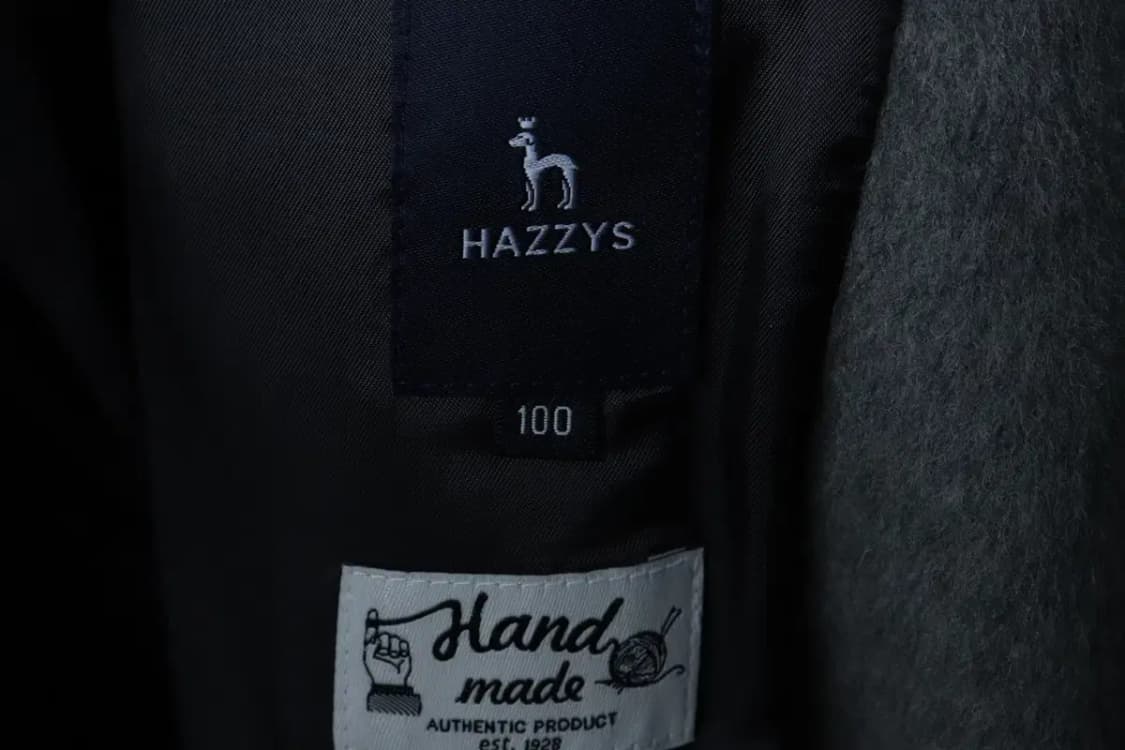 HAZZYS
100
Hand
made
AUTHENTIC PRODUCT
est. 1928